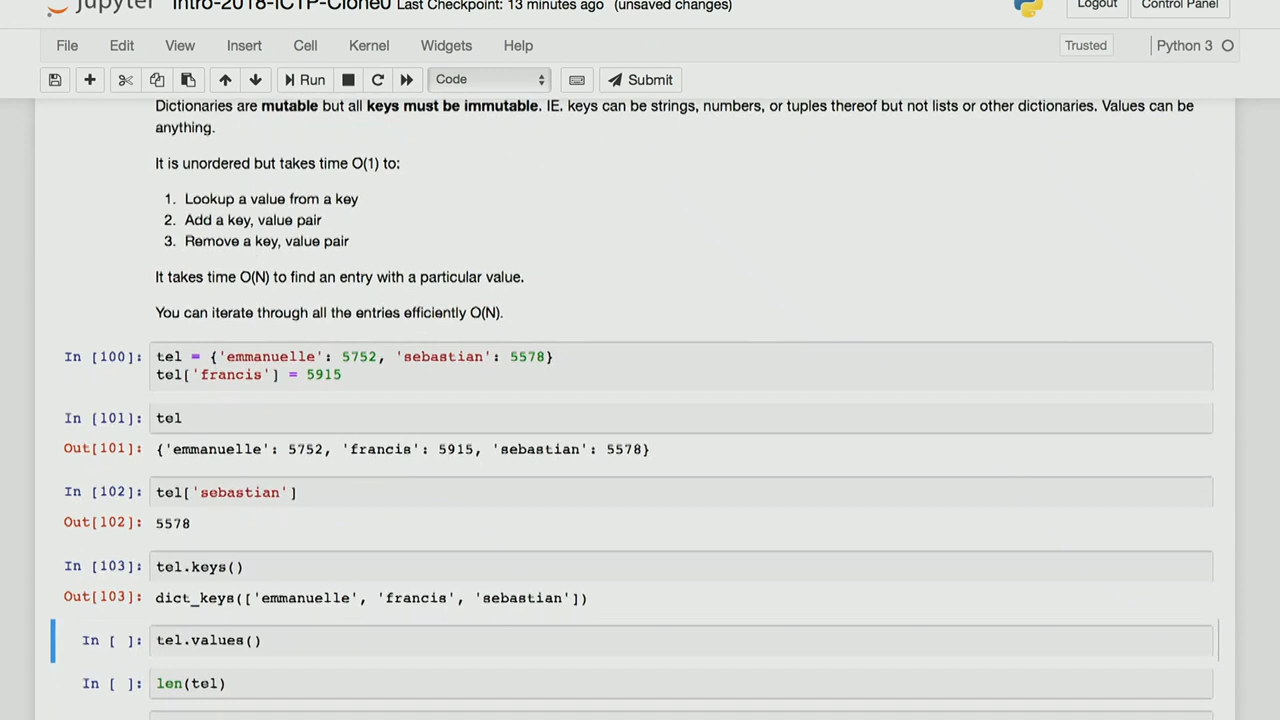 jupyter Intro-2018-ICTP-Clone0 Last Checkpoint: 13 minutes ago (unsaved changes) Logout Control Panel
File Edit View Insert Cell Kernel Widgets Help Trusted Python 3
Run Code Submit
Dictionaries are mutable but all keys must be immutable. IE. keys can be strings, numbers, or tuples thereof but not lists or other dictionaries. Values can be
anything.
It is unordered but takes time O(1) to:
1. Lookup a value from a key
2. Add a key, value pair
3. Remove a key, value pair
It takes time O(N) to find an entry with a particular value.
You can iterate through all the entries efficiently O(N).
In [100]: tel = {'emmanuelle': 5752, 'sebastian': 5578}
tel['francis'] = 5915
In [101]: tel
Out[101]: {'emmanuelle': 5752, 'francis': 5915, 'sebastian': 5578}
In [102]: tel['sebastian']
Out[102]: 5578
In [103]: tel.keys()
Out[103]: dict_keys(['emmanuelle', 'francis', 'sebastian'])
In [ ]: tel.values()
In [ ]: len(tel)